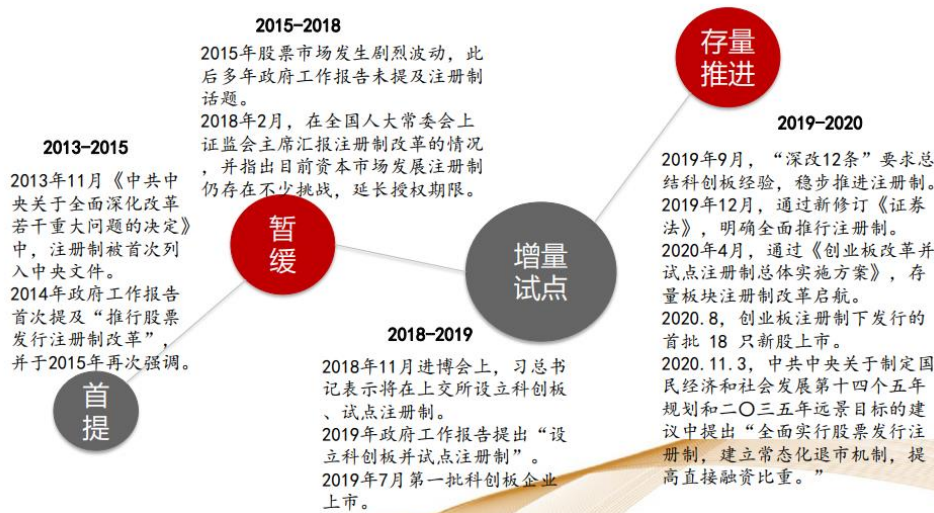 2013-2015
2013年11月《中共中
央关于全面深化改革
若干重大问题的决定》
中，注册制被首次列
入中央文件。
2014年政府工作报告
首次提及“推行股票
发行注册制改革”，
并于2015年再次强调。
首
提
2015-2018
2015年股票市场发生剧烈波动，此
后多年政府工作报告未提及注册制
话题。
2018年2月，在全国人大常委会上
证监会主席汇报注册制改革的情况
，并指出目前资本市场发展注册制
仍存在不少挑战，延长授权期限。
暂
缓
增量
试点
2018-2019
2018年11月进博会上，习总书
记表示将在上交所设立科创板
、试点注册制。
2019年政府工作报告提出“设
立科创板并试点注册制”。
2019年7月第一批科创板企业
上市。
存量
推进
2019-2020
2019年9月，“深改12条”要求总
结科创板经验，稳步推进注册制。
2019年12月，通过新修订《证券
法》，明确全面推行注册制。
2020年4月，通过《创业板改革并
试点注册制总体实施方案》，存
量板块注册制改革启航。
2020.8，创业板注册制下发行的
首批 18 只新股上市。
2020.11.3，中共中央关于制定国
民经济和社会发展第十四个五年
规划和二〇三五年远景目标的建
议中提出“全面实行股票发行注
册制，建立常态化退市机制，提
高直接融资比重。”